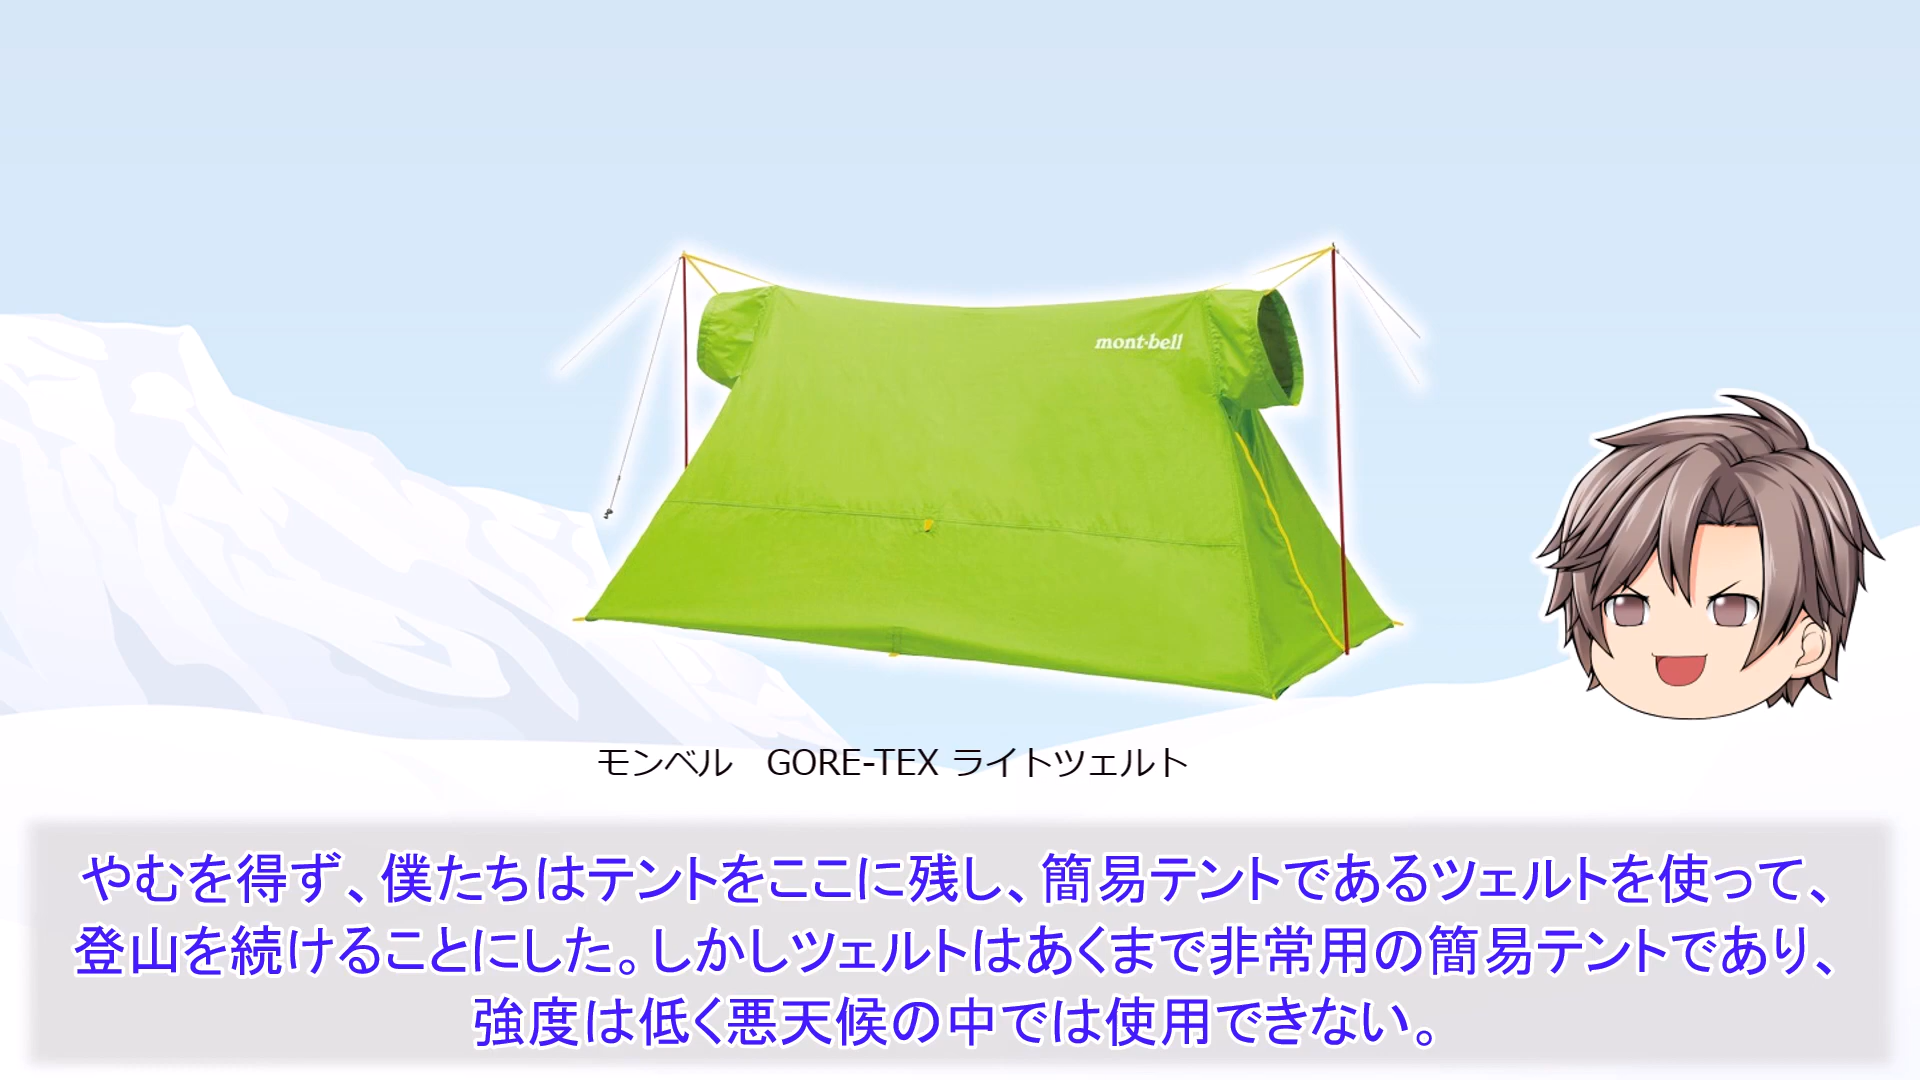 mont-bell
モンベル　GORE-TEX ライトツェルト
やむを得ず、僕たちはテントをここに残し、簡易テントであるツェルトを使って、
登山を続けることにした。しかしツェルトはあくまで非常用の簡易テントであり、
強度は低く悪天候の中では使用できない。